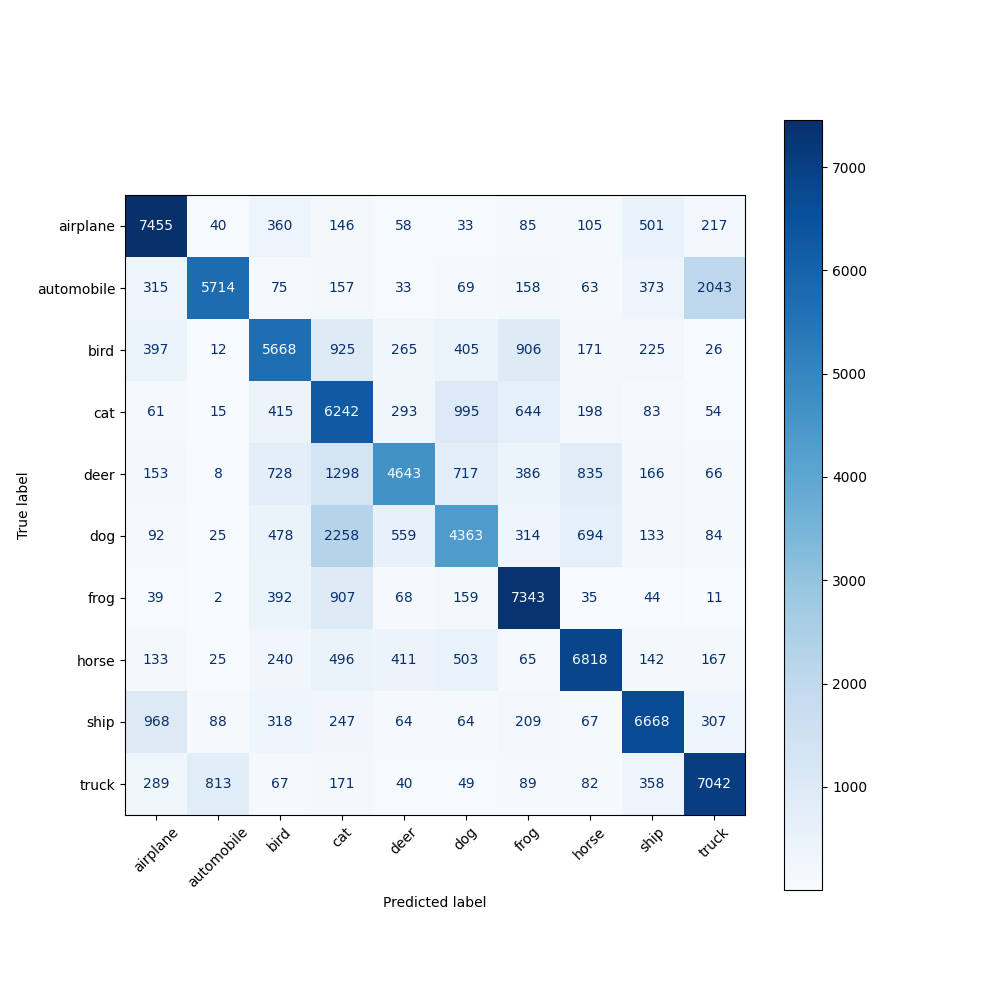 airplane 7455 40 360 146 58 33 85 105 501 217
automobile 315 5714 75 157 33 69 158 63 373 2043
bird 397 12 5668 925 265 405 906 171 225 26
cat 61 15 415 6242 293 995 644 198 83 54
deer 153 8 728 1298 4643 717 386 835 166 66
dog 92 25 478 2258 559 4363 314 694 133 84
frog 39 2 392 907 68 159 7343 35 44 11
horse 133 25 240 496 411 503 65 6818 142 167
ship 968 88 318 247 64 64 209 67 6668 307
truck 289 813 67 171 40 49 89 82 358 7042
airplane automobile bird cat deer dog frog horse ship truck
Predicted label
True label
7000
6000
5000
4000
3000
2000
1000